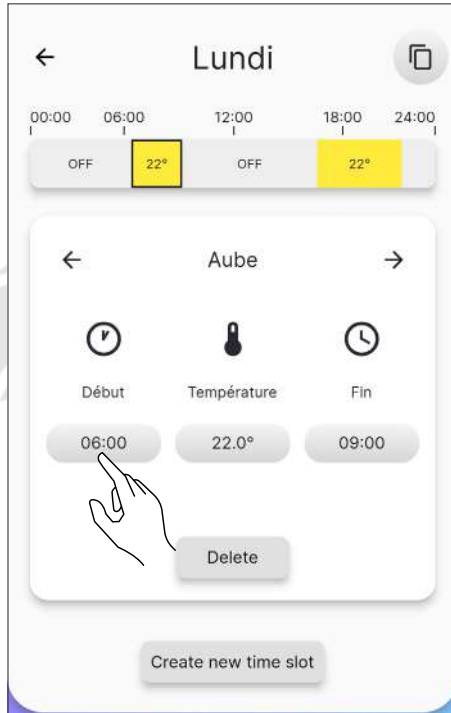 Lundi
00:00 06:00 12:00 18:00 24:00
OFF 22° OFF 22°
Aube
Début Température Fin
06:00 22.0° 09:00
Delete
Create new time slot